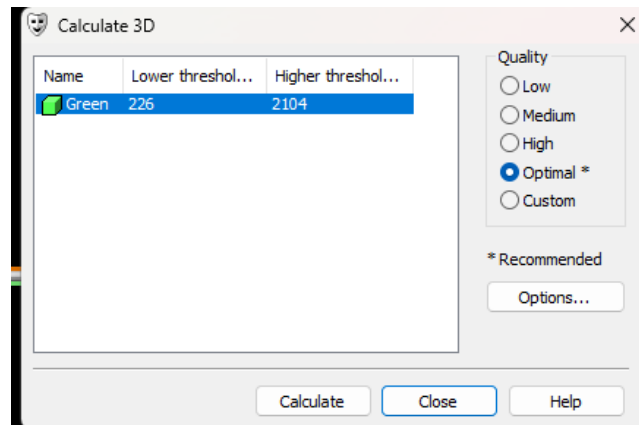 Calculate 3D
Name Lower threshol... Higher threshol...
Green 226 2104
Quality
Low
Medium
High
Optimal *
Custom
* Recommended
Options...
Calculate Close Help